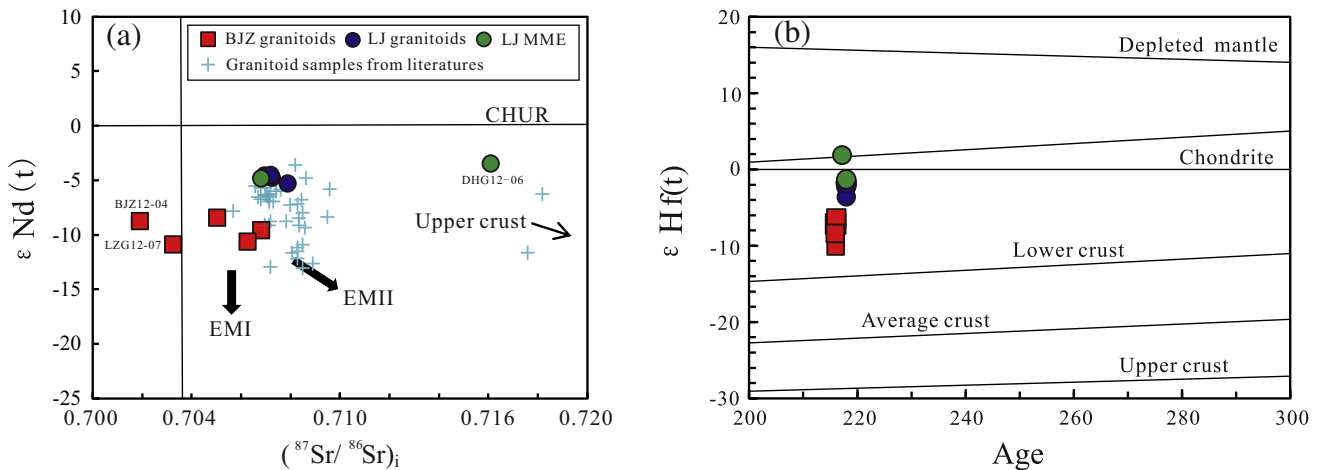 (a)
BJZ granitoids LJ granitoids LJ MME
Granitoid samples from literatures
10
5
0
-5
-10
-15
-20
-25
ε Nd (t)
CHUR
DHG12-06
BJZ12-04
LZG12-07
Upper crust
EMI
EMII
0.700 0.704 0.710 0.716 0.720
(⁸⁷Sr/ ⁸⁶Sr)i
(b)
20
10
0
-10
-20
-30
ε Hf(t)
Depleted mantle
Chondrite
Lower crust
Average crust
Upper crust
200 220 240 260 280 300
Age